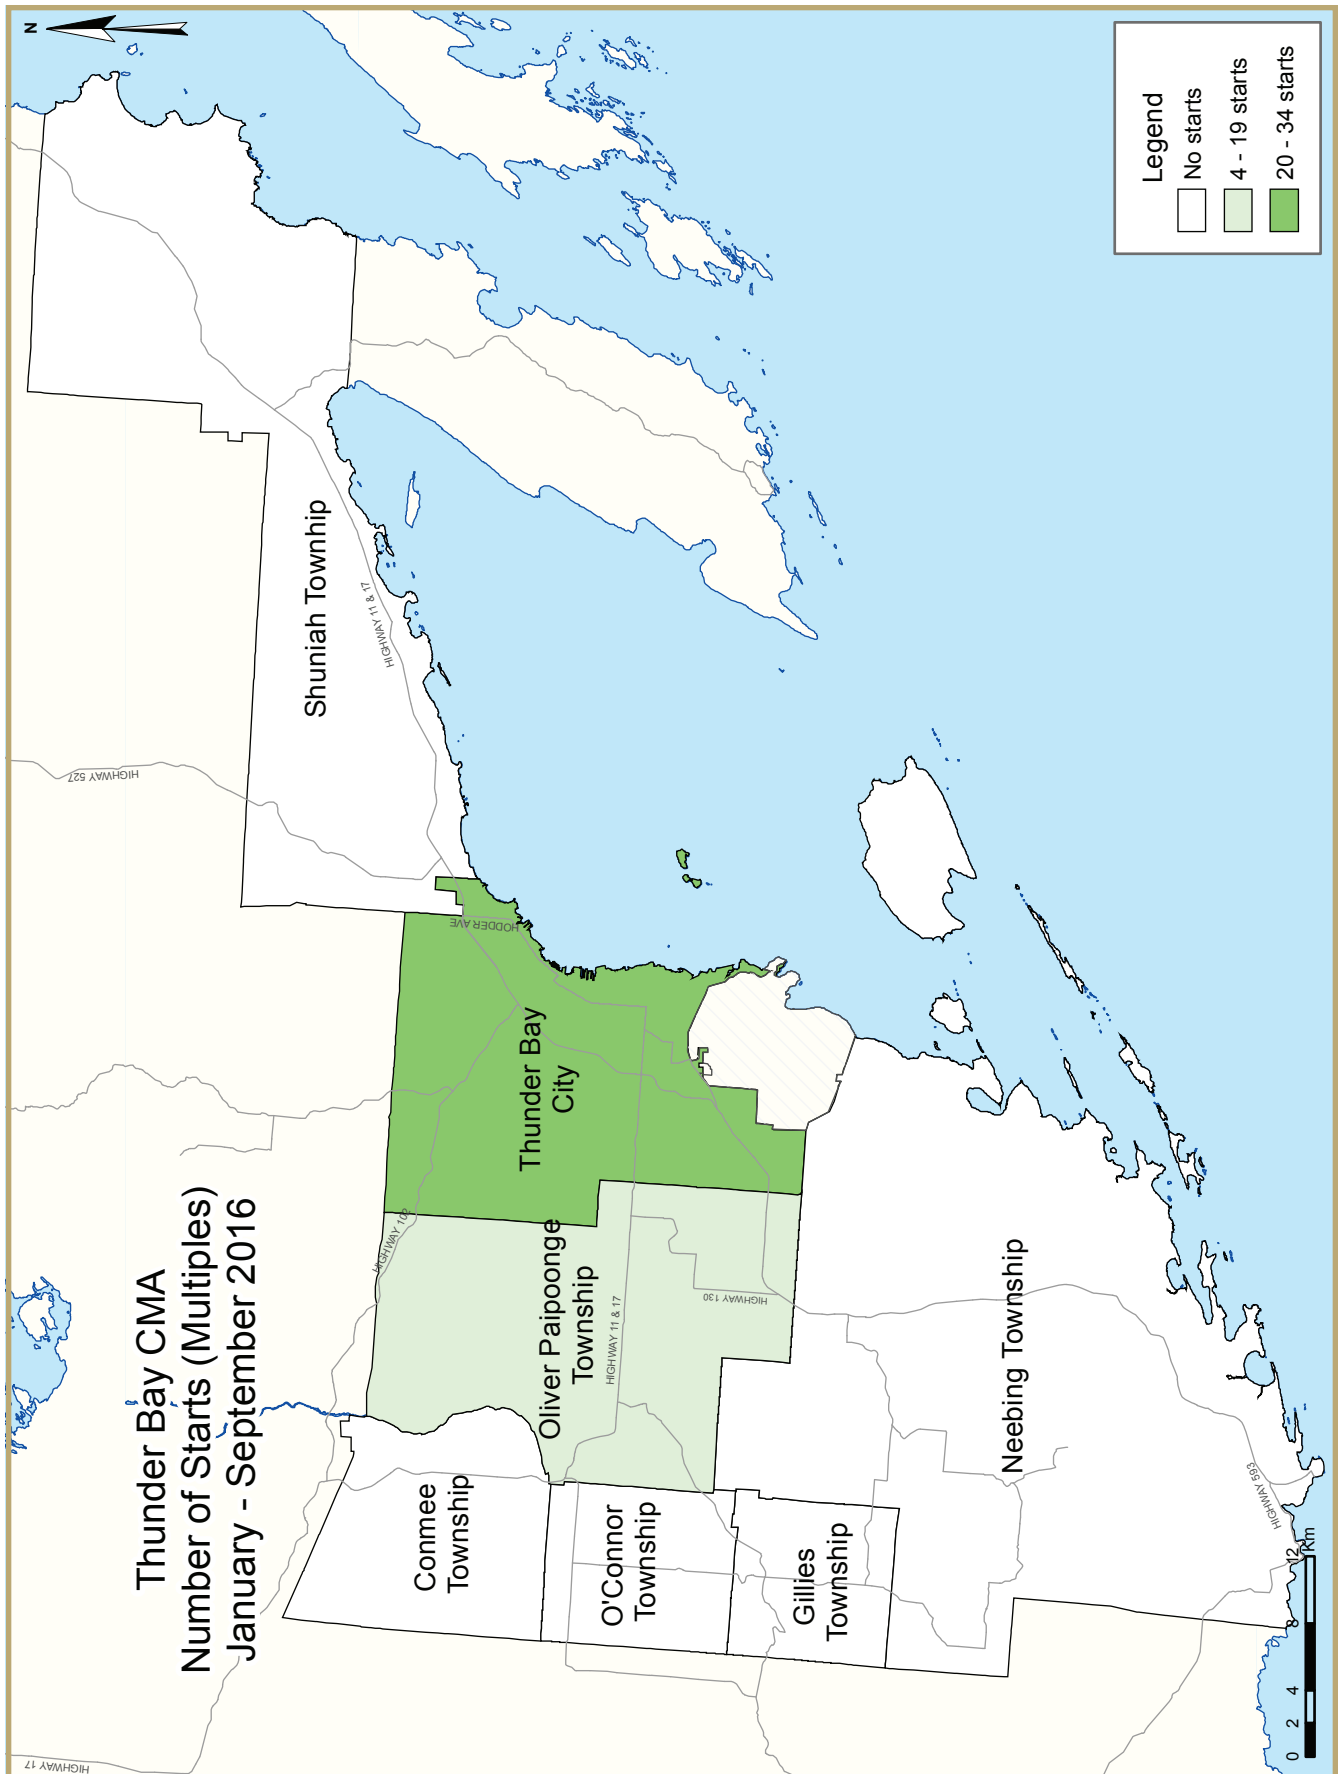 Thunder Bay CMA
Number of Starts (Multiples)
January - September 2016
N
Legend
No starts
4 - 19 starts
20 - 34 starts
Shuniah Townhip
HIGHWAY 11 & 17
HIGHWAY 527
HODDER AVE
Thunder Bay
City
HIGHWAY 102
Oliver Paipoonge
Township
HIGHWAY 11 & 17
HIGHWAY 130
Conmee
Township
O'Connor
Township
Gillies
Township
Neebing Township
HIGHWAY 593
HIGHWAY 17
0 2 4 8 12
Km